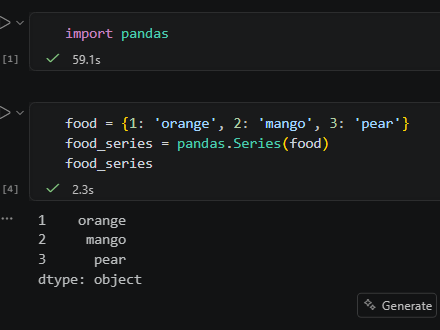 import pandas
[1]
59.1s
food = {1: 'orange', 2: 'mango', 3: 'pear'}
food_series = pandas.Series(food)
food_series
[4]
2.3s
1    orange
2     mango
3      pear
dtype: object
Generate